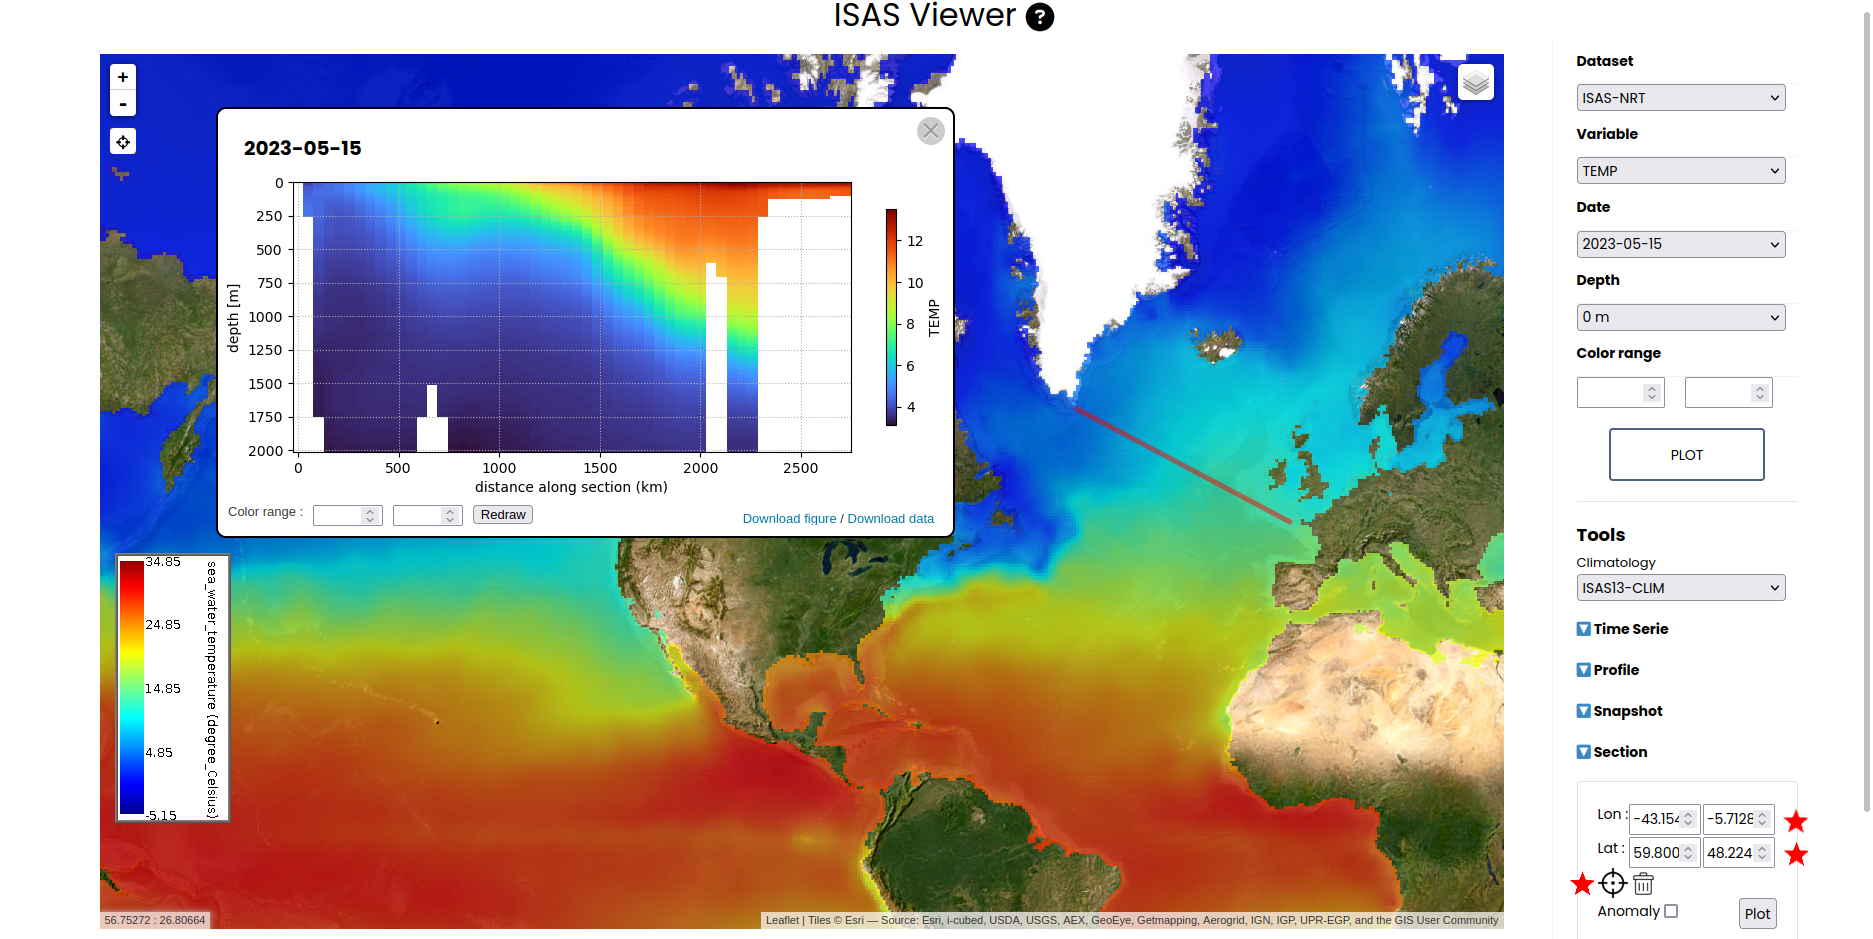 ISAS Viewer ?
+
-
2023-05-15
0
250
500
750
1000
1250
1500
1750
2000
depth [m]
0 500 1000 1500 2000 2500
distance along section (km)
12
10
8
6
4
TEMP
Color range :
Redraw
Download figure / Download data
34.85
24.85
14.85
4.85
-5.15
sea_water_temperature (degree_Celsius)
56.75272 : 26.80664
Leaflet | Tiles © Esri — Source: Esri, i-cubed, USDA, USGS, AEX, GeoEye, Getmapping, Aerogrid, IGN, IGP, UPR-EGP, and the GIS User Community
Dataset
ISAS-NRT
Variable
TEMP
Date
2023-05-15
Depth
0 m
Color range
PLOT
Tools
Climatology
ISAS13-CLIM
Time Serie
Profile
Snapshot
Section
Lon : -43.154 -5.7128
Lat : 59.800 48.224
Anomaly
Plot